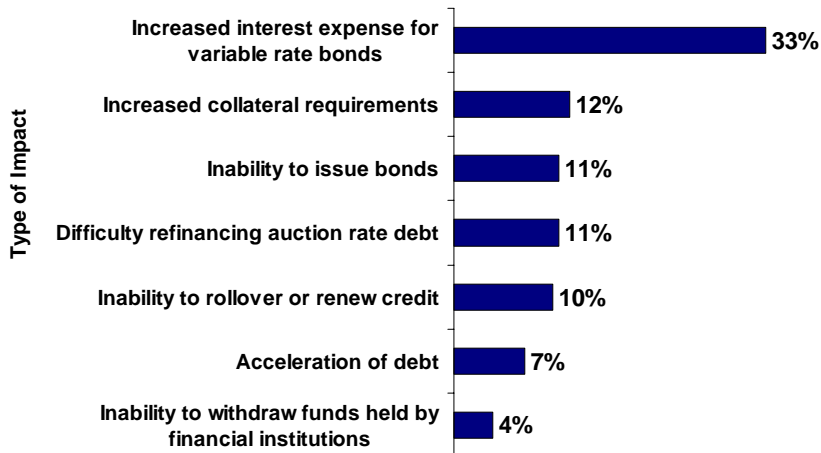 Type of Impact
Increased interest expense for
variable rate bonds
33%
Increased collateral requirements
12%
Inability to issue bonds
11%
Difficulty refinancing auction rate debt
11%
Inability to rollover or renew credit
10%
Acceleration of debt
7%
Inability to withdraw funds held by
financial institutions
4%